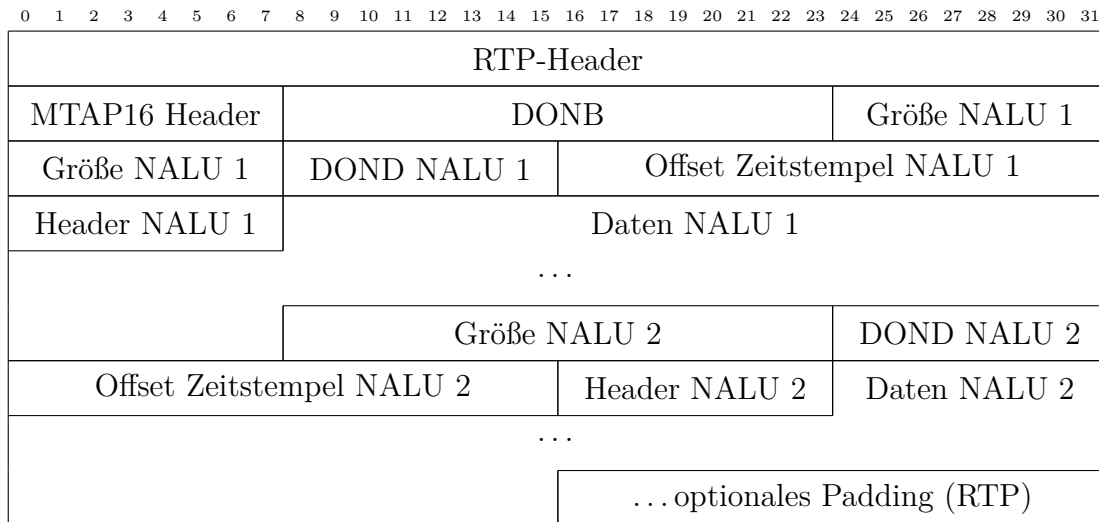 0 1 2 3 4 5 6 7 8 9 10 11 12 13 14 15 16 17 18 19 20 21 22 23 24 25 26 27 28 29 30 31
RTP-Header
MTAP16 Header DONB Größe NALU 1
Größe NALU 1 DOND NALU 1 Offset Zeitstempel NALU 1
Header NALU 1 Daten NALU 1
...
Größe NALU 2 DOND NALU 2
Offset Zeitstempel NALU 2 Header NALU 2 Daten NALU 2
...
...optionales Padding (RTP)